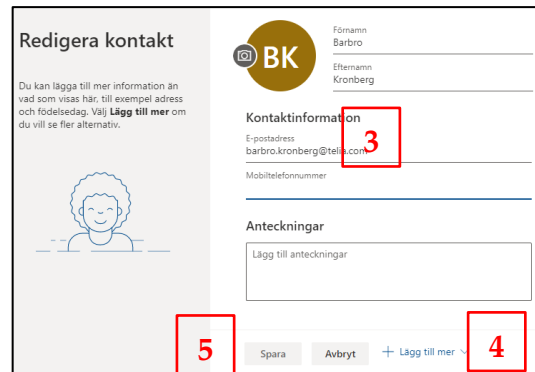 Redigera kontakt
Du kan lägga till mer information än
vad som visas här, till exempel adress
och födelsedag. Välj Lägg till mer om
du vill se fler alternativ.
BK
Förnamn
Barbro
Efternamn
Kronberg
Kontaktinformation
3
E-postadress
barbro.kronberg@telia.com
Mobiltelefonnummer
Anteckningar
Lägg till anteckningar
5
Spara
Avbryt
+ Lägg till mer
4